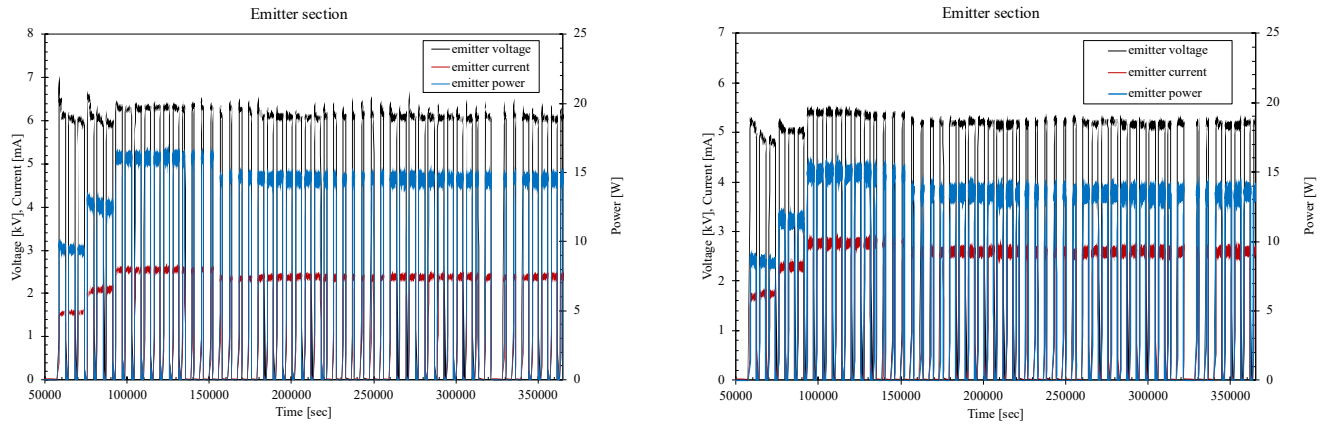 Emitter section
8
7
6
5
4
3
2
1
0
25
20
15
10
5
0
emitter voltage
emitter current
emitter power
Voltage [kV], Current [mA]
Power [W]
50000 100000 150000 200000 250000 300000 350000
Time [sec]
Emitter section
7
6
5
4
3
2
1
0
25
20
15
10
5
0
emitter voltage
emitter current
emitter power
Voltage [kV], Current [mA]
Power [W]
50000 100000 150000 200000 250000 300000 350000
Time [sec]